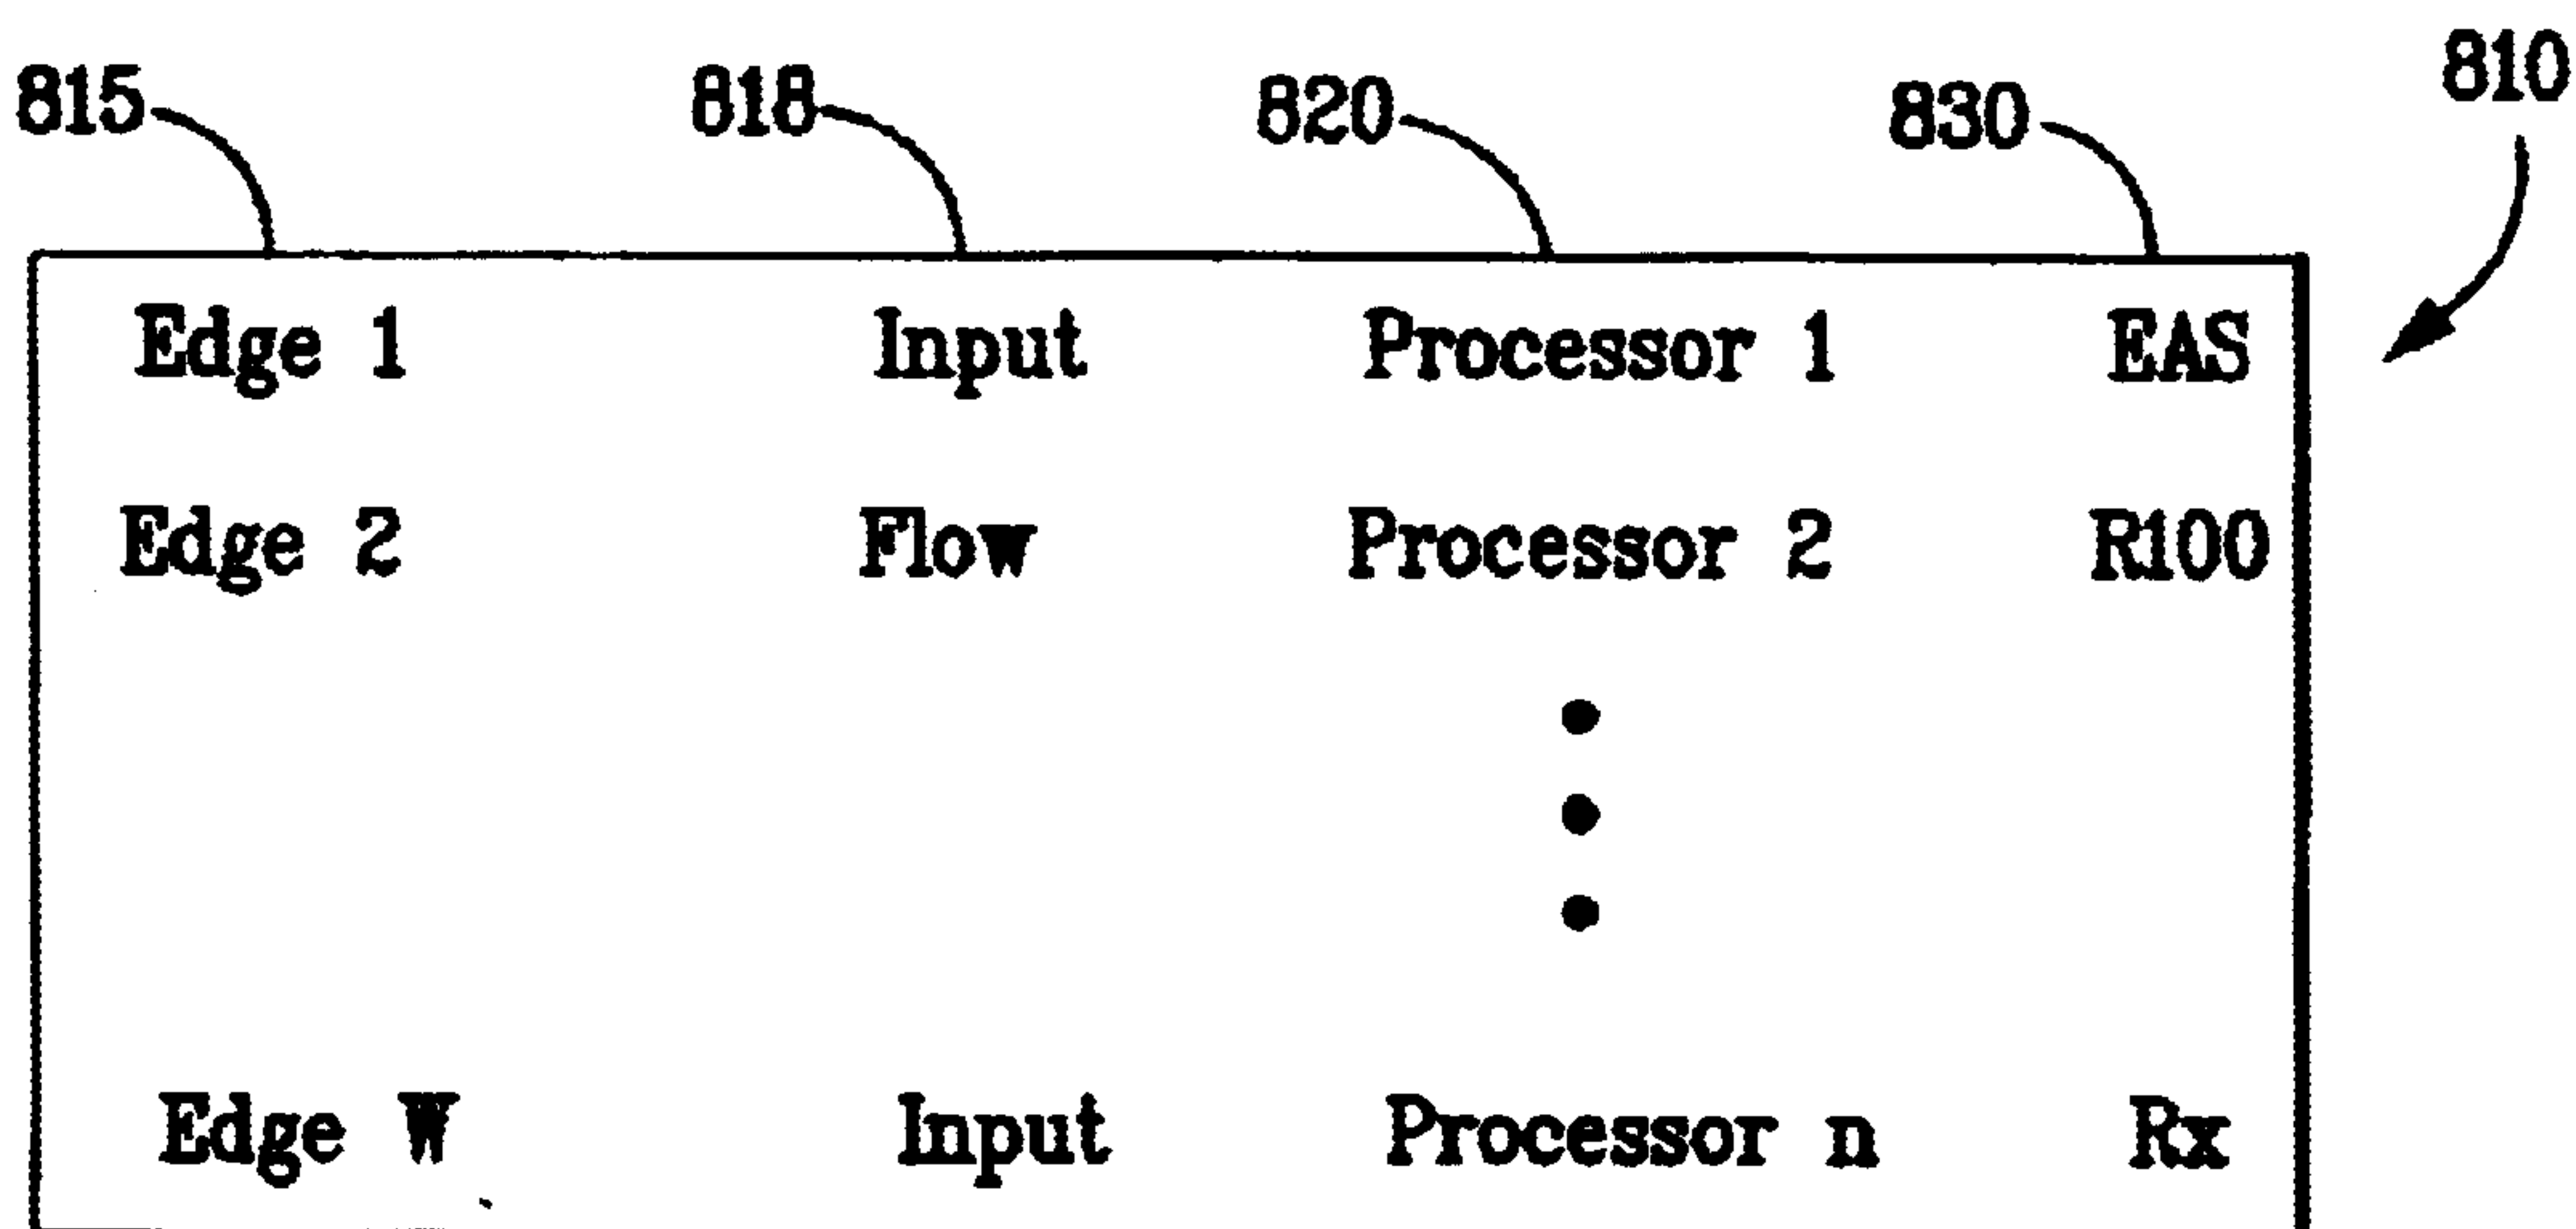 815 818 820 830 810
Edge 1 Input Processor 1 EAS
Edge 2 Flow Processor 2 R100
Edge W Input Processor n Rx